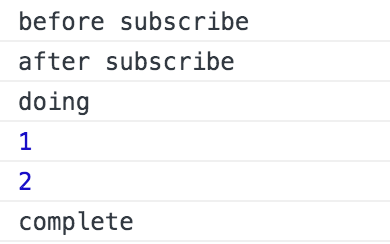 before subscribe
after subscribe
doing
1
2
complete